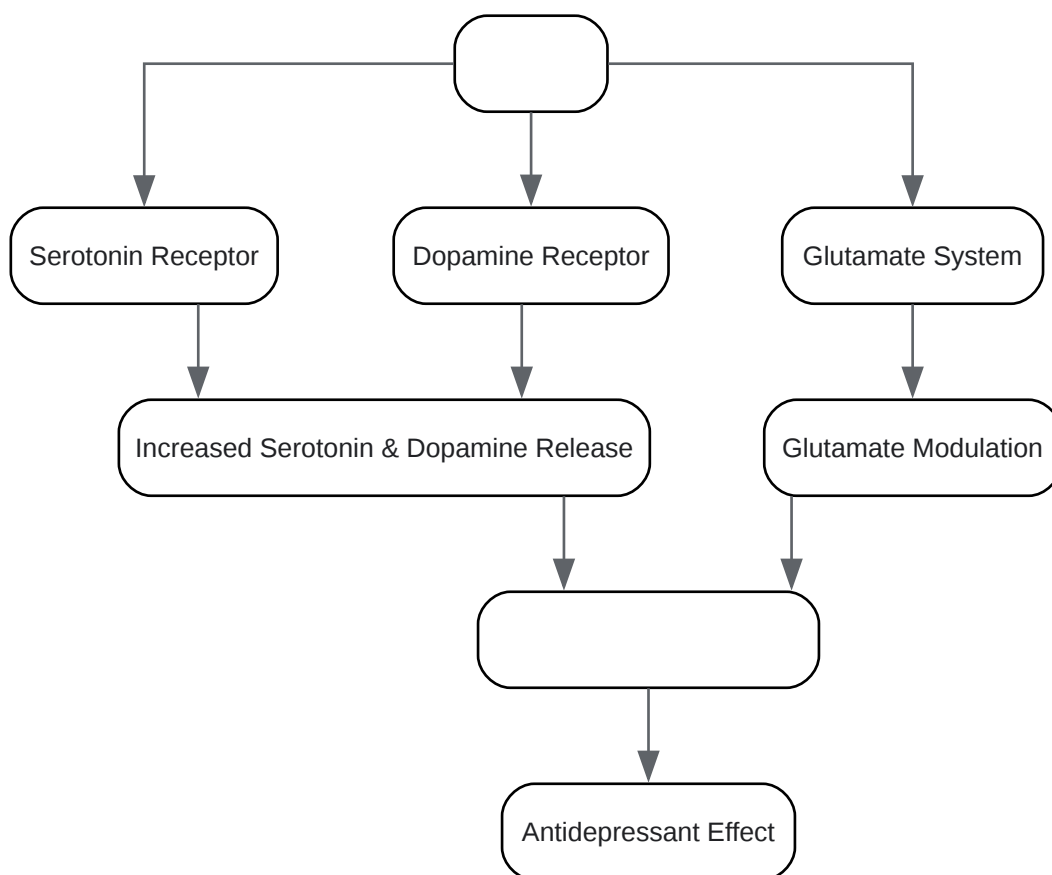 Serotonin Receptor
Dopamine Receptor
Glutamate System
Increased Serotonin & Dopamine Release
Glutamate Modulation
Antidepressant Effect